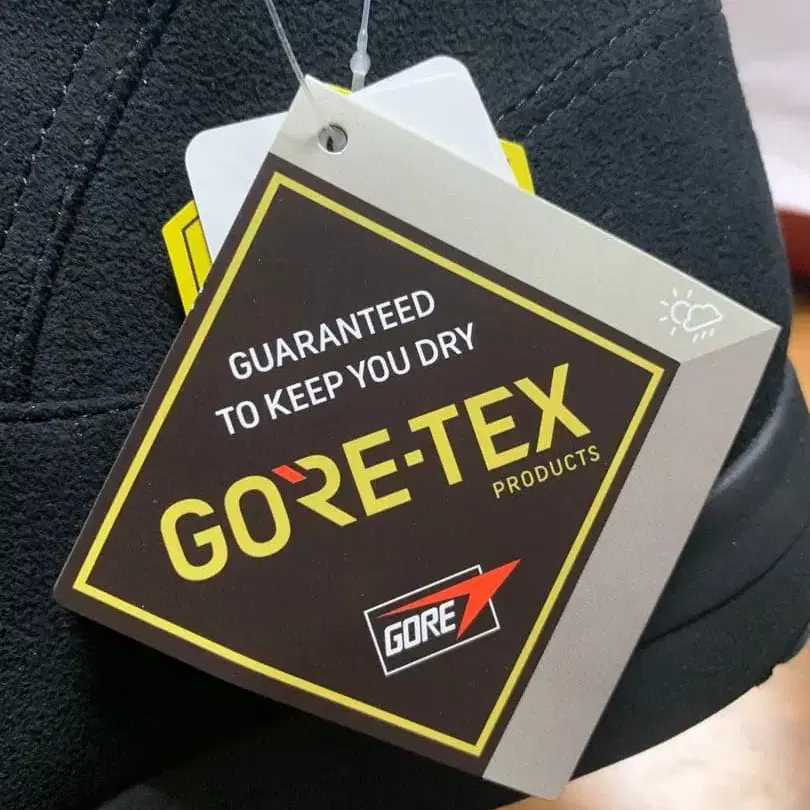 GUARANTEED
TO KEEP YOU DRY
GORE-TEX
PRODUCTS
GORE